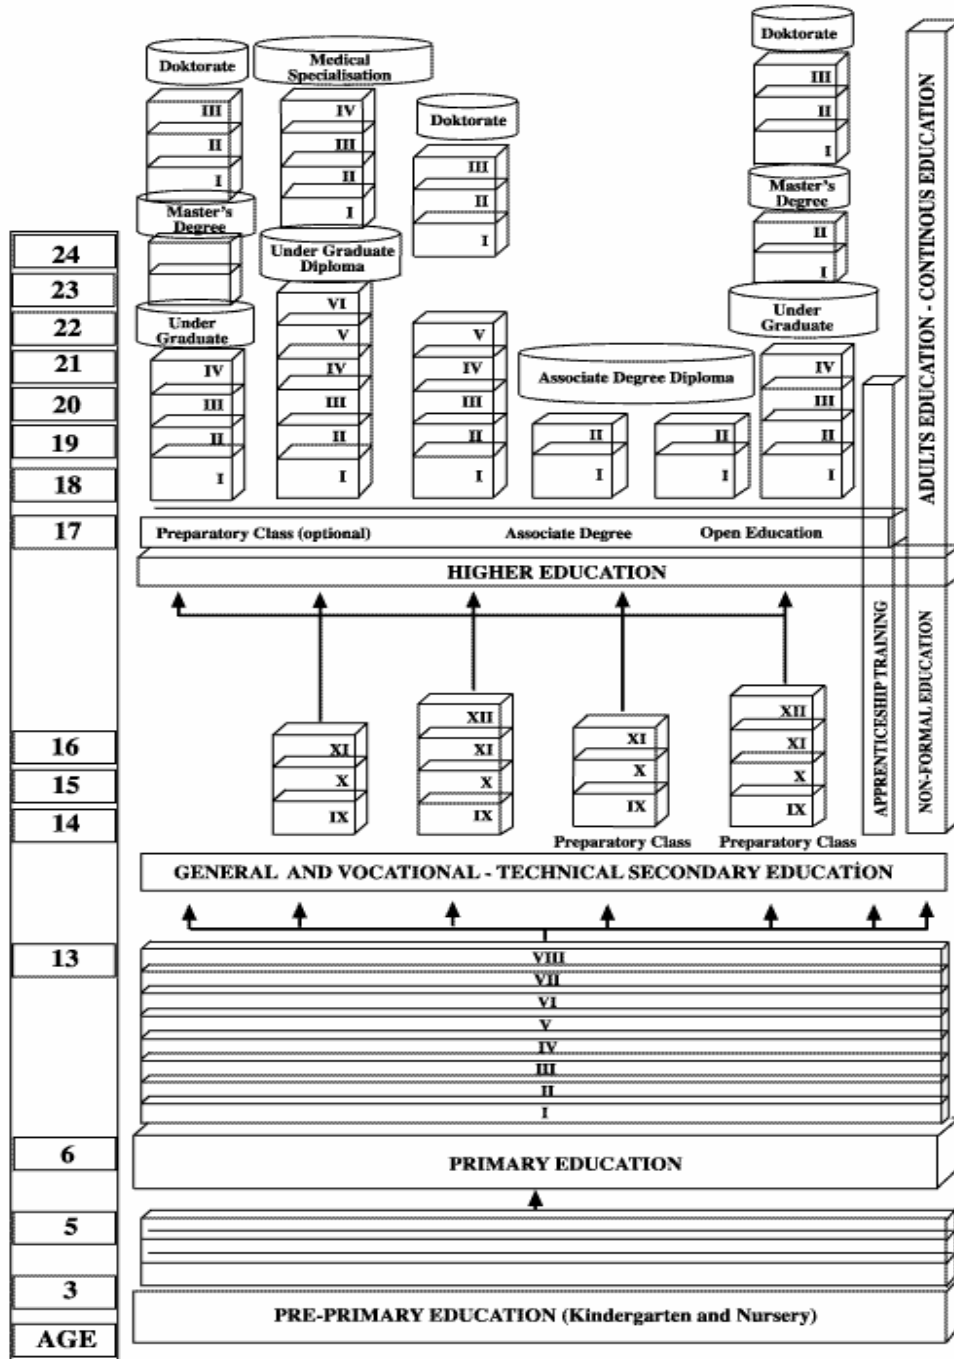 Doktorate
Doktorate
Medical
Specialisation
III
II
I
III
II
I
IV
III
II
I
Doktorate
III
II
I
Master's
Degree
Master's
Degree
II
I
24
23
22
21
20
19
18
17
Under Graduate
Diploma
Under
Graduate
Under
Graduate
VI
V
IV
III
II
I
IV
III
II
I
V
IV
III
II
I
Associate Degree Diploma
II
I
II
I
IV
III
II
I
Preparatory Class (optional)
Associate Degree
Open Education
HIGHER EDUCATION
ADULTS EDUCATION - CONTINOUS EDUCATION
APPRENTICESHIP TRAINING
NON-FORMAL EDUCATION
16
15
14
XI
X
IX
XII
XI
X
IX
XI
X
IX
XII
XI
X
IX
Preparatory Class
Preparatory Class
GENERAL AND VOCATIONAL - TECHNICAL SECONDARY EDUCATİON
13
VIII
VII
VI
V
IV
III
II
I
6
PRIMARY EDUCATION
5
3
PRE-PRIMARY EDUCATION (Kindergarten and Nursery)
AGE